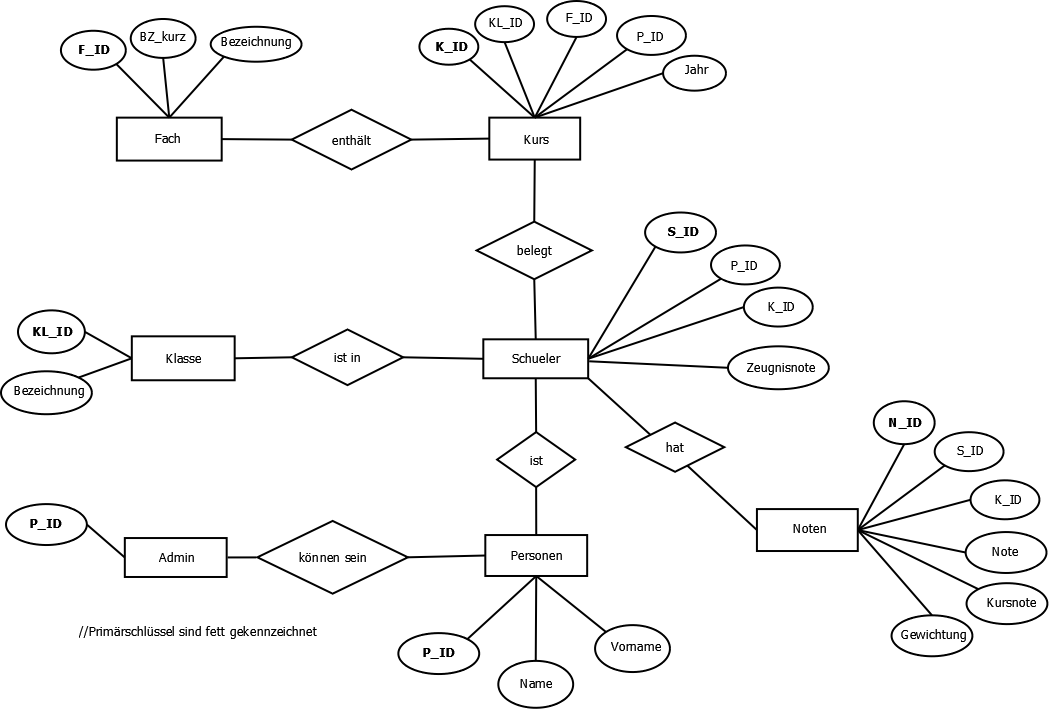 F_ID
BZ_kurz
Bezeichnung
K_ID
KL_ID
F_ID
P_ID
Jahr
Fach
enthält
Kurs
belegt
S_ID
P_ID
K_ID
Zeugnisnote
KL_ID
Bezeichnung
Klasse
ist in
Schueler
hat
N_ID
S_ID
K_ID
Note
Kursnote
Gewichtung
Noten
ist
P_ID
Admin
können sein
Personen
P_ID
Name
Vorname
//Primärschlüssel sind fett gekennzeichnet